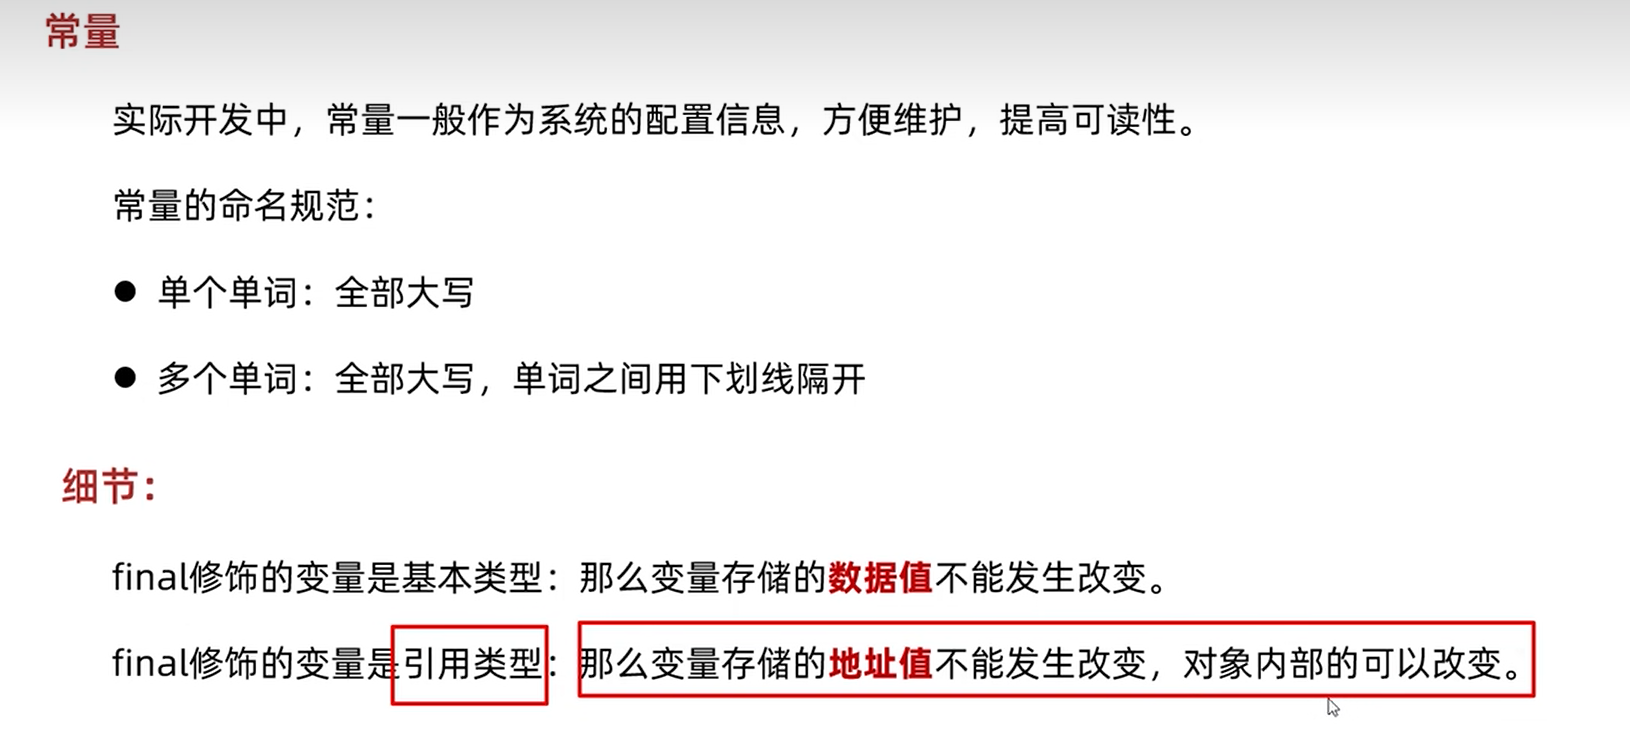 常量
实际开发中，常量一般作为系统的配置信息，方便维护，提高可读性。
常量的命名规范：
● 单个单词：全部大写
● 多个单词：全部大写，单词之间用下划线隔开
细节：
final修饰的变量是基本类型：那么变量存储的数据值不能发生改变。
final修饰的变量是引用类型：那么变量存储的地址值不能发生改变，对象内部的可以改变。